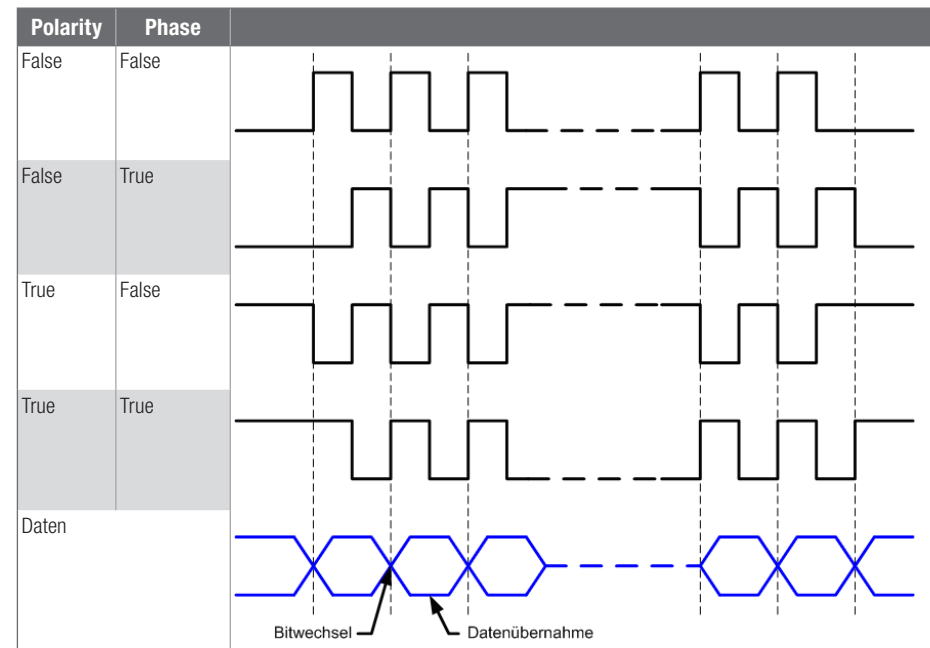 Polarity Phase
False False
False True
True False
True True
Daten
Bitwechsel Datenübernahme